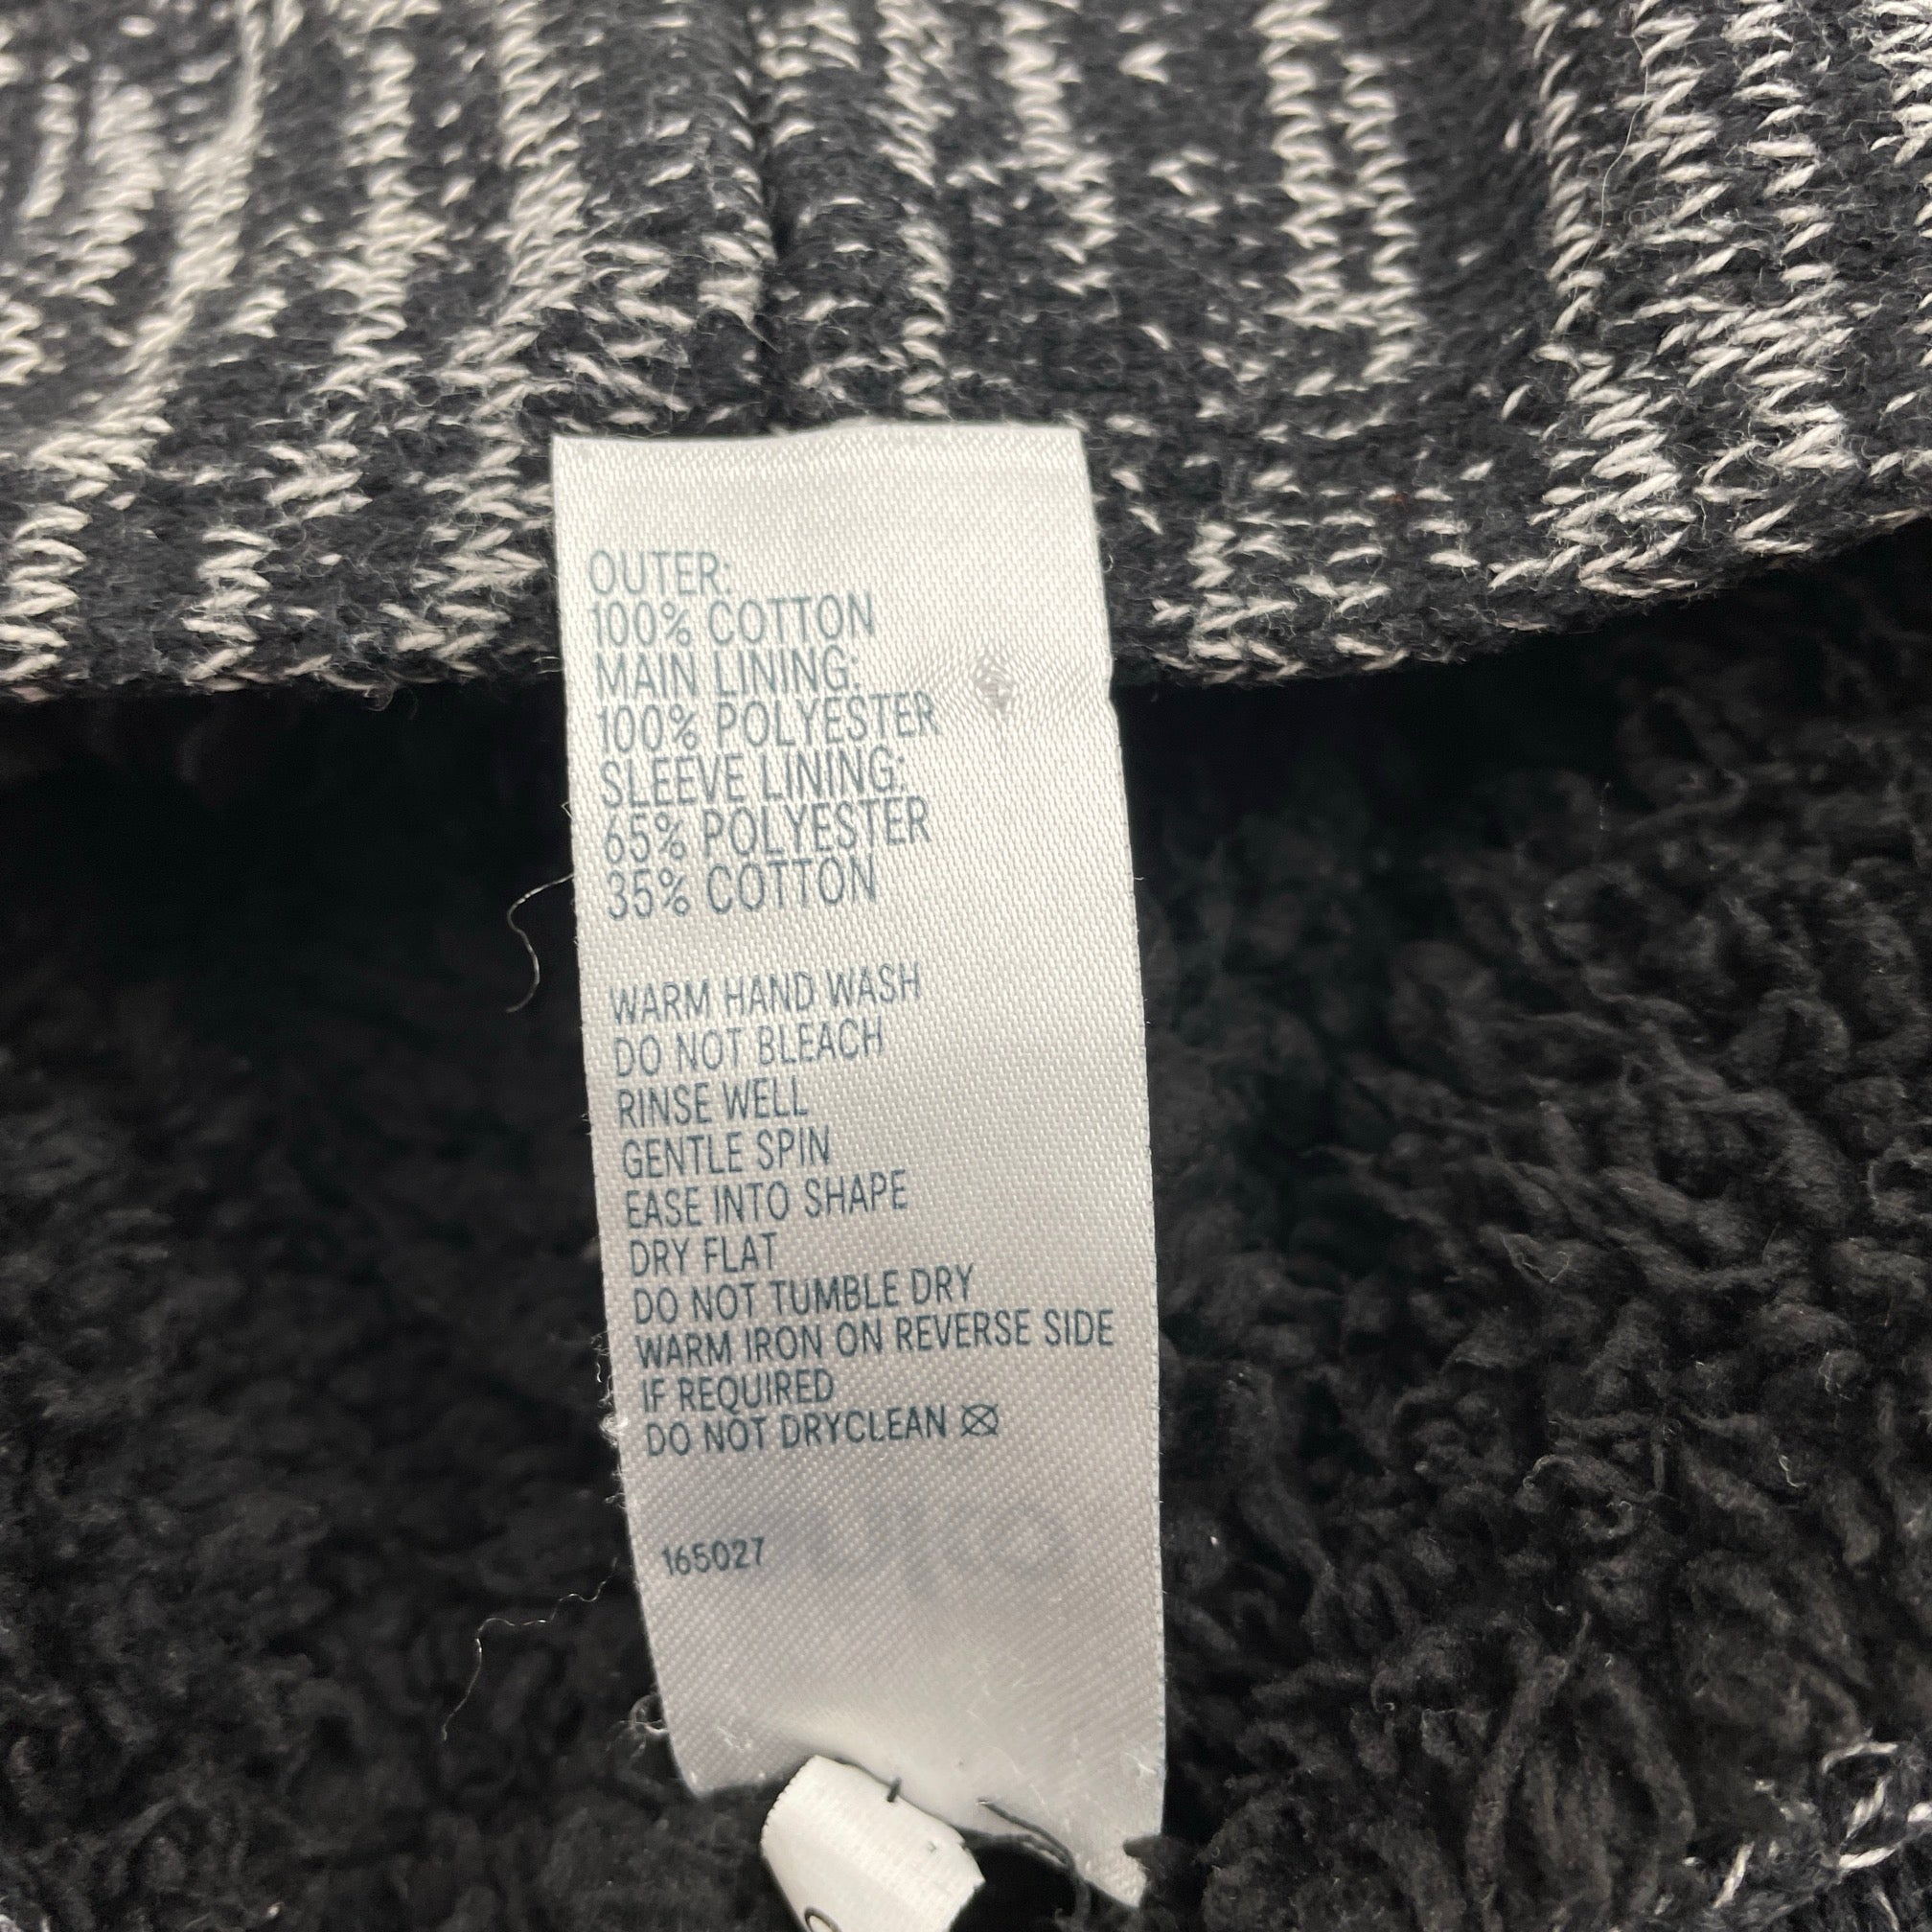 OUTER:
100% COTTON
MAIN LINING:
100% POLYESTER
SLEEVE LINING:
65% POLYESTER
35% COTTON
WARM HAND WASH
DO NOT BLEACH
RINSE WELL
GENTLE SPIN
EASE INTO SHAPE
DRY FLAT
DO NOT TUMBLE DRY
WARM IRON ON REVERSE SIDE
IF REQUIRED
DO NOT DRYCLEAN
165027